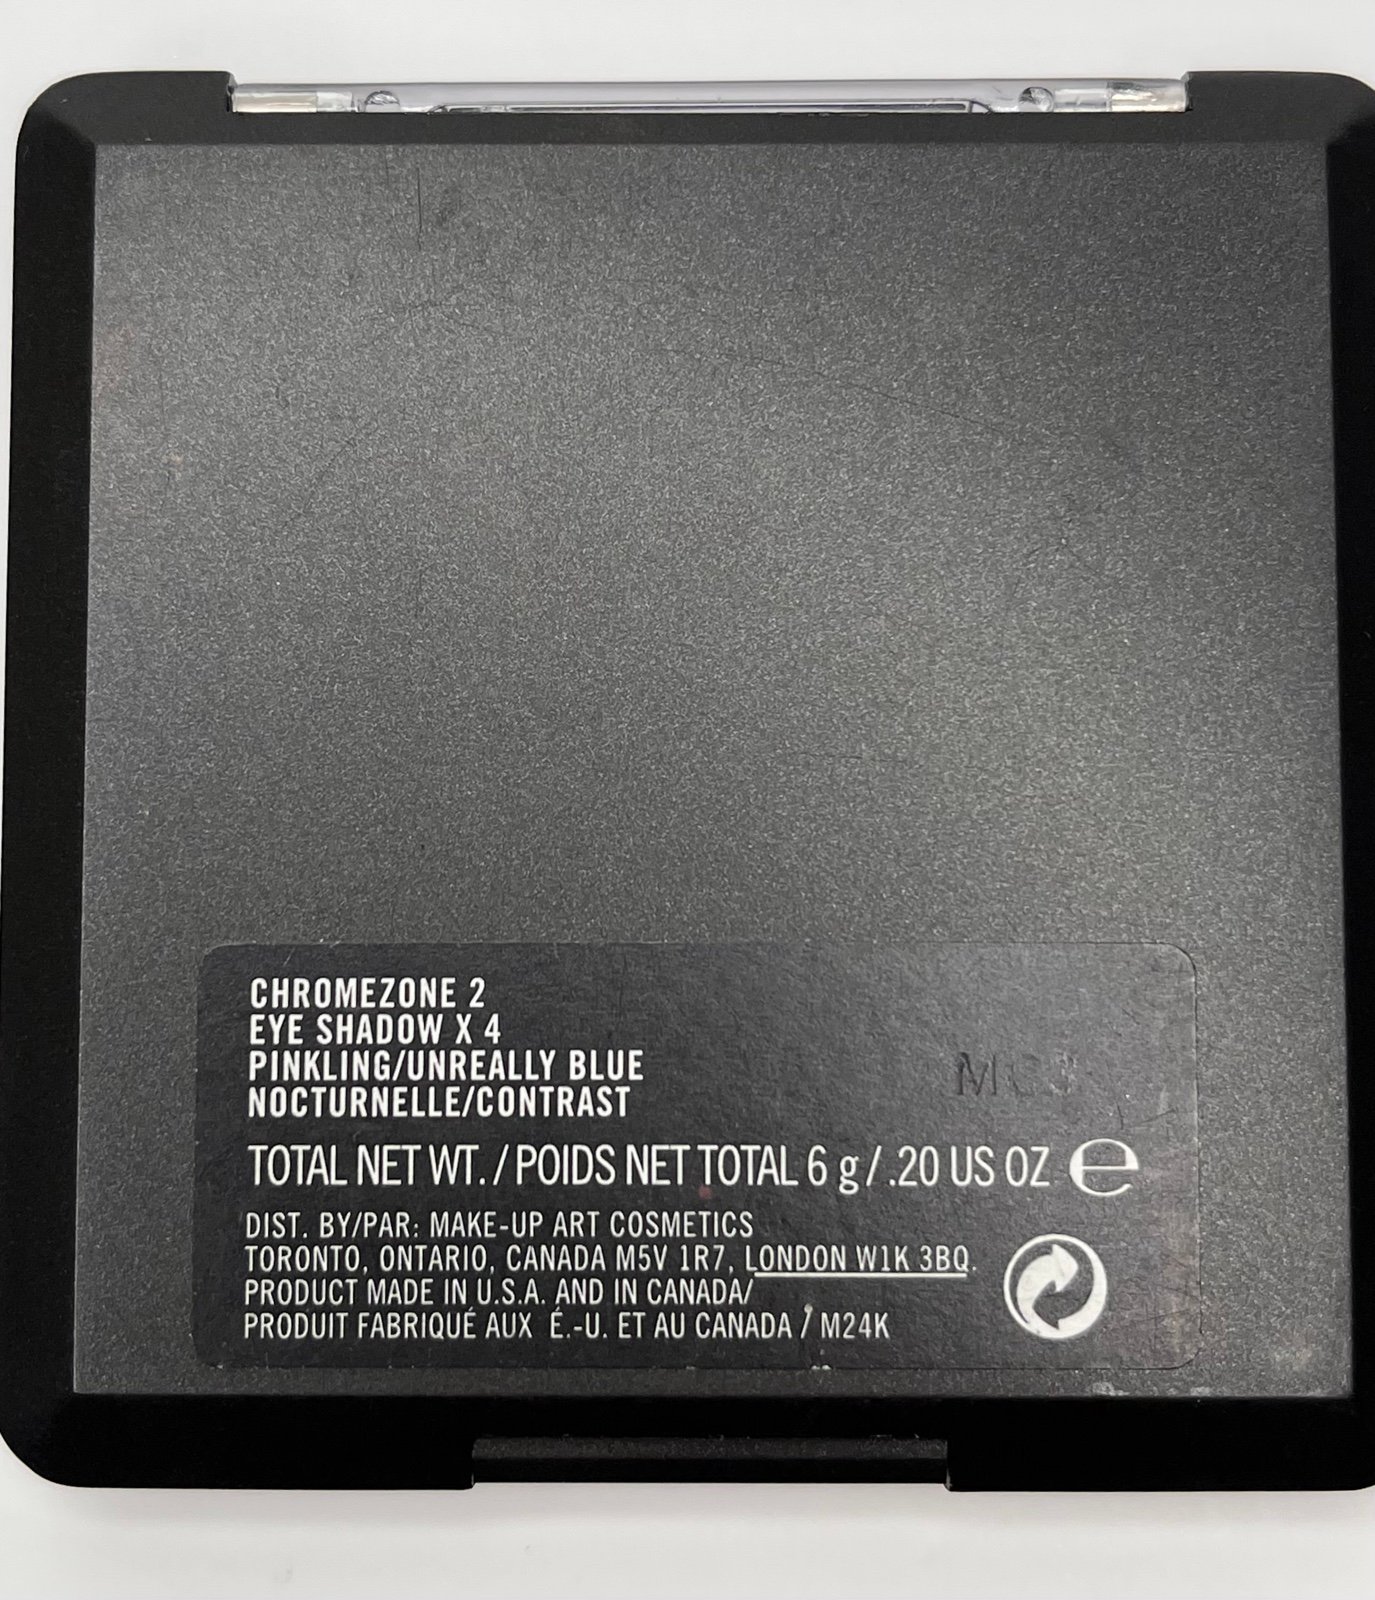 CHROMEZONE 2
EYE SHADOW X 4
PINKLING/UNREALLY BLUE
NOCTURNELLE/CONTRAST
TOTAL NET WT. / POIDS NET TOTAL 6 g / .20 US OZ ℮
DIST. BY/PAR: MAKE-UP ART COSMETICS
TORONTO, ONTARIO, CANADA M5V 1R7, LONDON W1K 3BQ.
PRODUCT MADE IN U.S.A. AND IN CANADA/
PRODUIT FABRIQUÉ AUX É.-U. ET AU CANADA / M24K